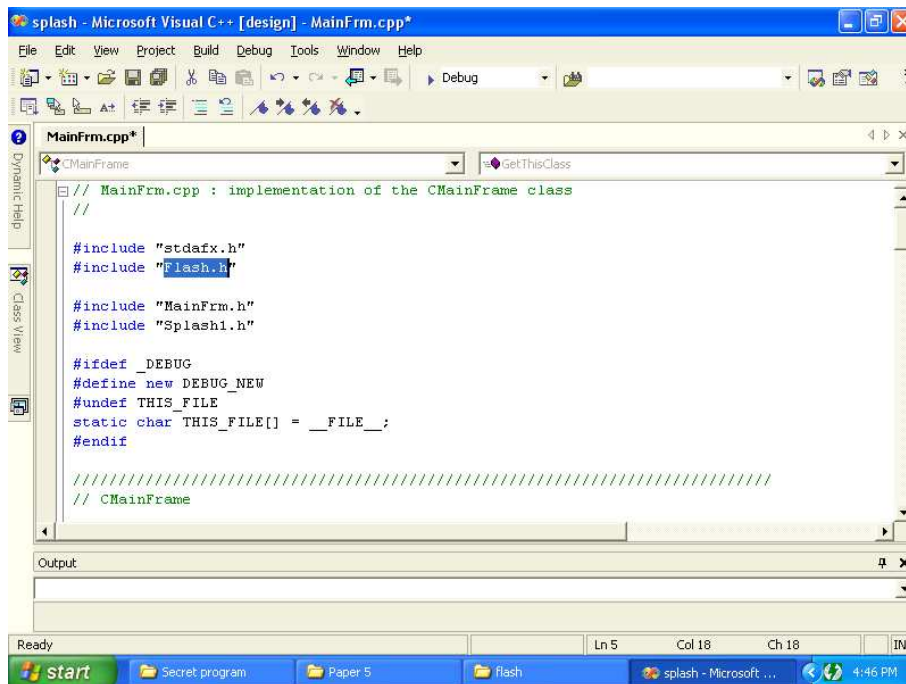 splash - Microsoft Visual C++ [design] - MainFrm.cpp*
File Edit View Project Build Debug Tools Window Help
Debug
MainFrm.cpp*
CMainFrame GetThisClass
Dynamic Help
Class View
// MainFrm.cpp : implementation of the CMainFrame class
//
#include "stdafx.h"
#include "Flash.h"
#include "MainFrm.h"
#include "Splash1.h"
#ifdef _DEBUG
#define new DEBUG_NEW
#undef THIS_FILE
static char THIS_FILE[] = __FILE__;
#endif
/////////////////////////////////////////////////////////////////////////////
// CMainFrame
Output
Ready Ln 5 Col 18 Ch 18 IN
start Secret program Paper 5 flash splash - Microsoft ... 4:46 PM